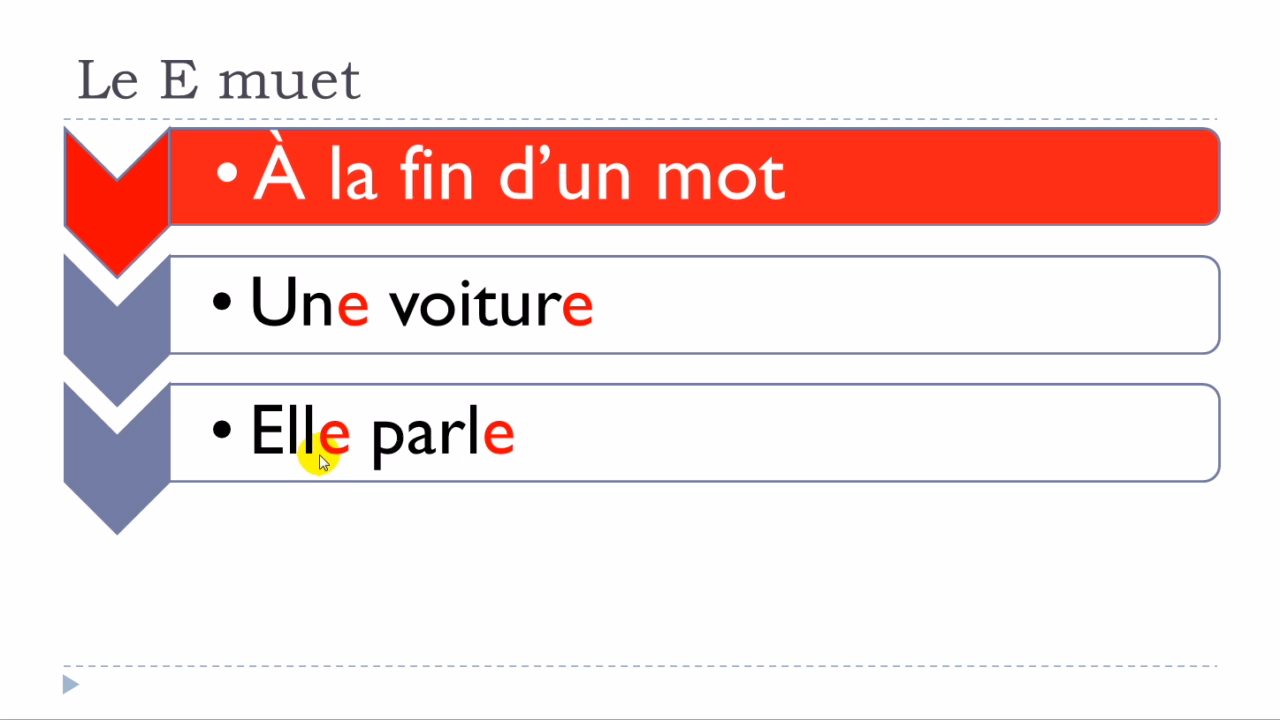 Le E muet
• À la fin d’un mot
• Une voiture
• Elle parle